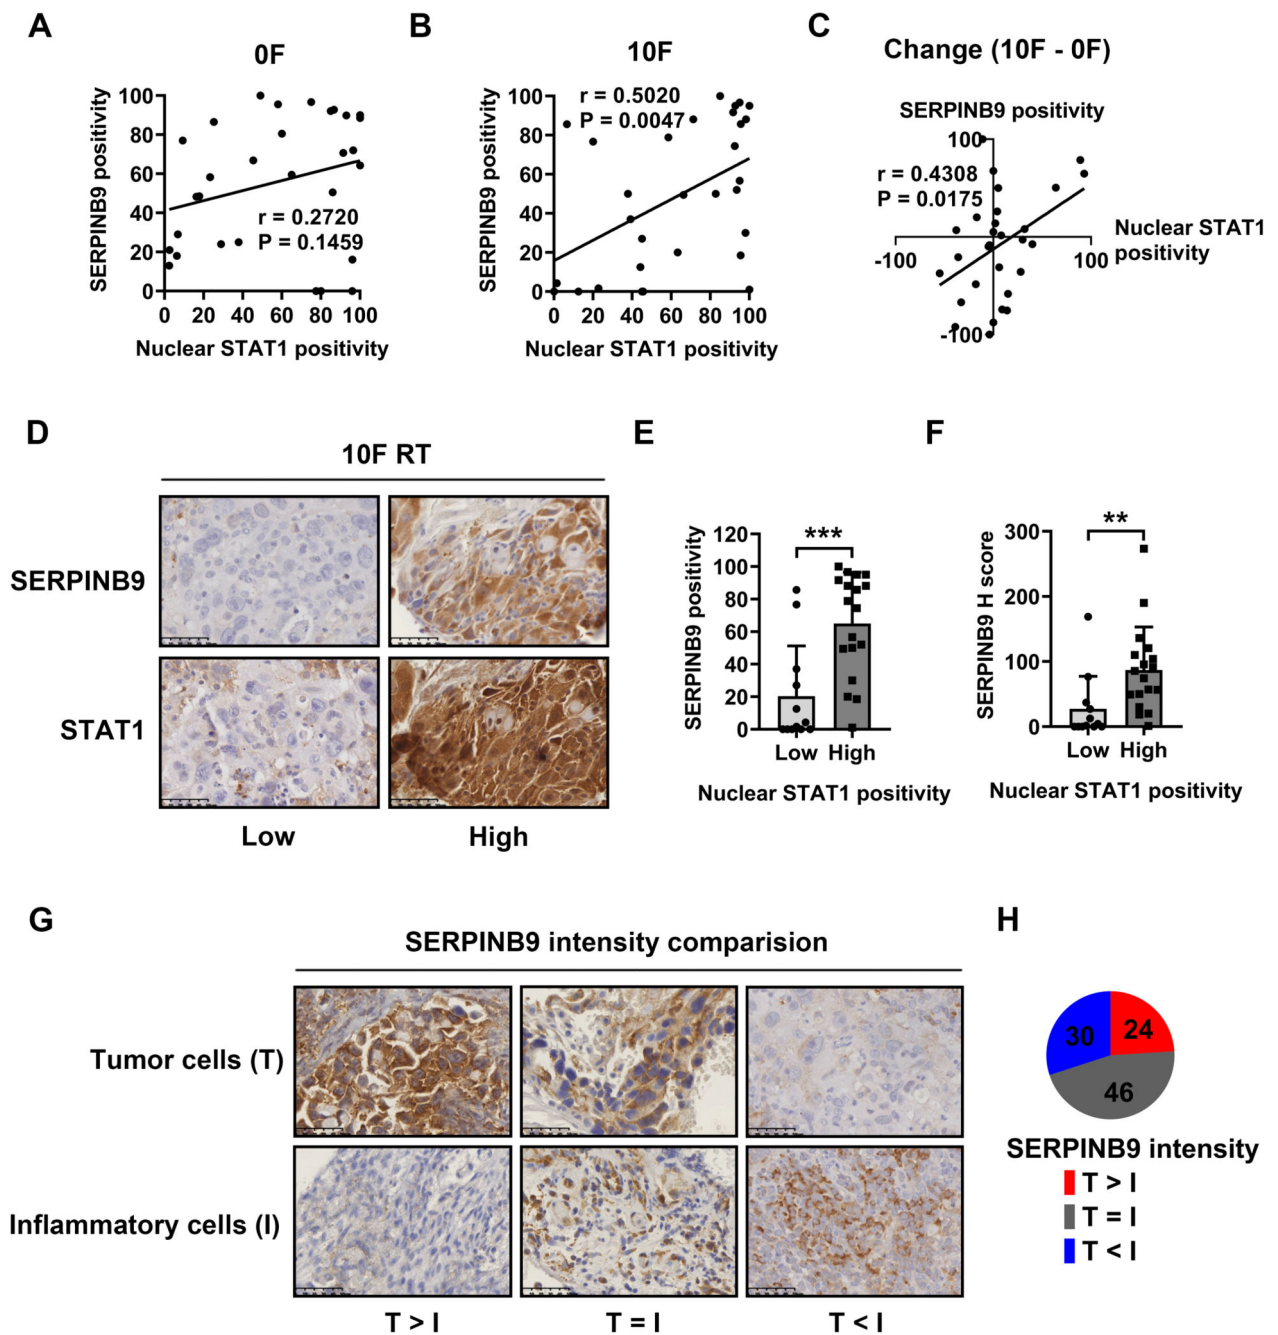 A
0F
SERPINB9 positivity
100
80
60
40
20
0
r = 0.2720
P = 0.1459
0 20 40 60 80 100
Nuclear STAT1 positivity
B
10F
SERPINB9 positivity
100
80
60
40
20
0
r = 0.5020
P = 0.0047
0 20 40 60 80 100
Nuclear STAT1 positivity
C
Change (10F - 0F)
SERPINB9 positivity
100
r = 0.4308
P = 0.0175
Nuclear STAT1
positivity
-100
100
-100
D
10F RT
SERPINB9
STAT1
Low High
E
SERPINB9 positivity
120
100
80
60
40
20
0
***
Low High
Nuclear STAT1 positivity
F
SERPINB9 H score
300
200
100
0
**
Low High
Nuclear STAT1 positivity
G
SERPINB9 intensity comparision
Tumor cells (T)
Inflammatory cells (I)
T > I T = I T < I
H
30 24
46
SERPINB9 intensity
T > I
T = I
T < I